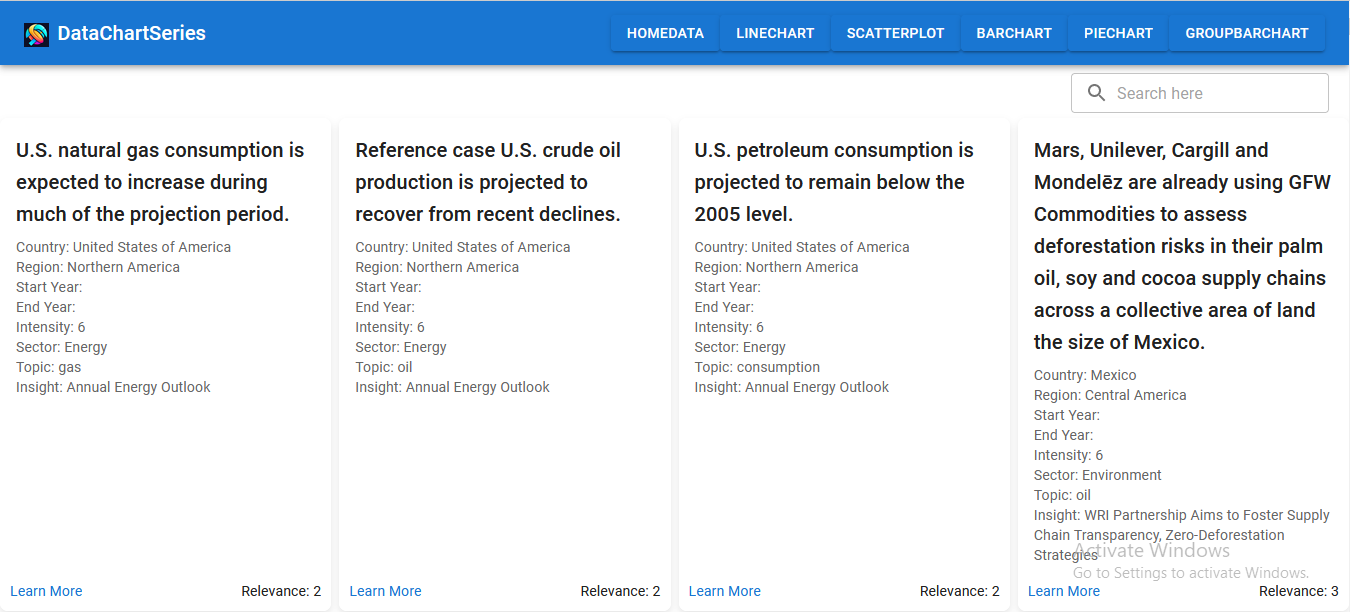 DataChartSeries
HOMEDATA
LINECHART
SCATTERPLOT
BARCHART
PIECHART
GROUPBARCHART
Search here
U.S. natural gas consumption is
expected to increase during
much of the projection period.
Country: United States of America
Region: Northern America
Start Year:
End Year:
Intensity: 6
Sector: Energy
Topic: gas
Insight: Annual Energy Outlook
Learn More
Relevance: 2
Reference case U.S. crude oil
production is projected to
recover from recent declines.
Country: United States of America
Region: Northern America
Start Year:
End Year:
Intensity: 6
Sector: Energy
Topic: oil
Insight: Annual Energy Outlook
Learn More
Relevance: 2
U.S. petroleum consumption is
projected to remain below the
2005 level.
Country: United States of America
Region: Northern America
Start Year:
End Year:
Intensity: 6
Sector: Energy
Topic: consumption
Insight: Annual Energy Outlook
Learn More
Relevance: 2
Mars, Unilever, Cargill and
Mondelēz are already using GFW
Commodities to assess
deforestation risks in their palm
oil, soy and cocoa supply chains
across a collective area of land
the size of Mexico.
Country: Mexico
Region: Central America
Start Year:
End Year:
Intensity: 6
Sector: Environment
Topic: oil
Insight: WRI Partnership Aims to Foster Supply
Chain Transparency, Zero-Deforestation
Strategies
Learn More
Relevance: 3
Activate Windows
Go to Settings to activate Windows.